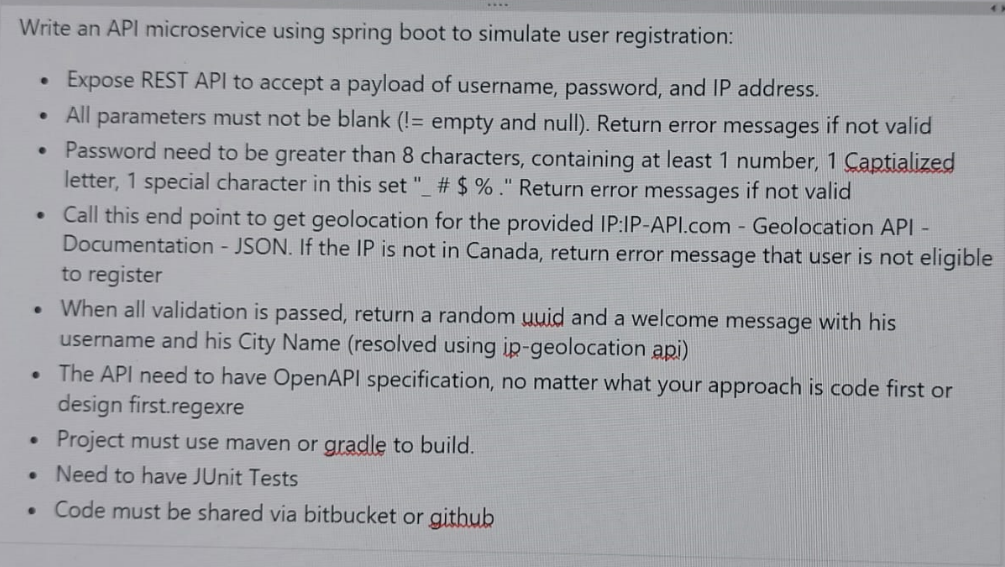 Write an API microservice using spring boot to simulate user registration:
• Expose REST API to accept a payload of username, password, and IP address.
• All parameters must not be blank (!= empty and null). Return error messages if not valid
• Password need to be greater than 8 characters, containing at least 1 number, 1 Captialized
letter, 1 special character in this set "_ # $ % ." Return error messages if not valid
• Call this end point to get geolocation for the provided IP:IP-API.com - Geolocation API -
Documentation - JSON. If the IP is not in Canada, return error message that user is not eligible
to register
• When all validation is passed, return a random uuid and a welcome message with his
username and his City Name (resolved using ip-geolocation api)
• The API need to have OpenAPI specification, no matter what your approach is code first or
design first.regexre
• Project must use maven or gradle to build.
• Need to have JUnit Tests
• Code must be shared via bitbucket or github